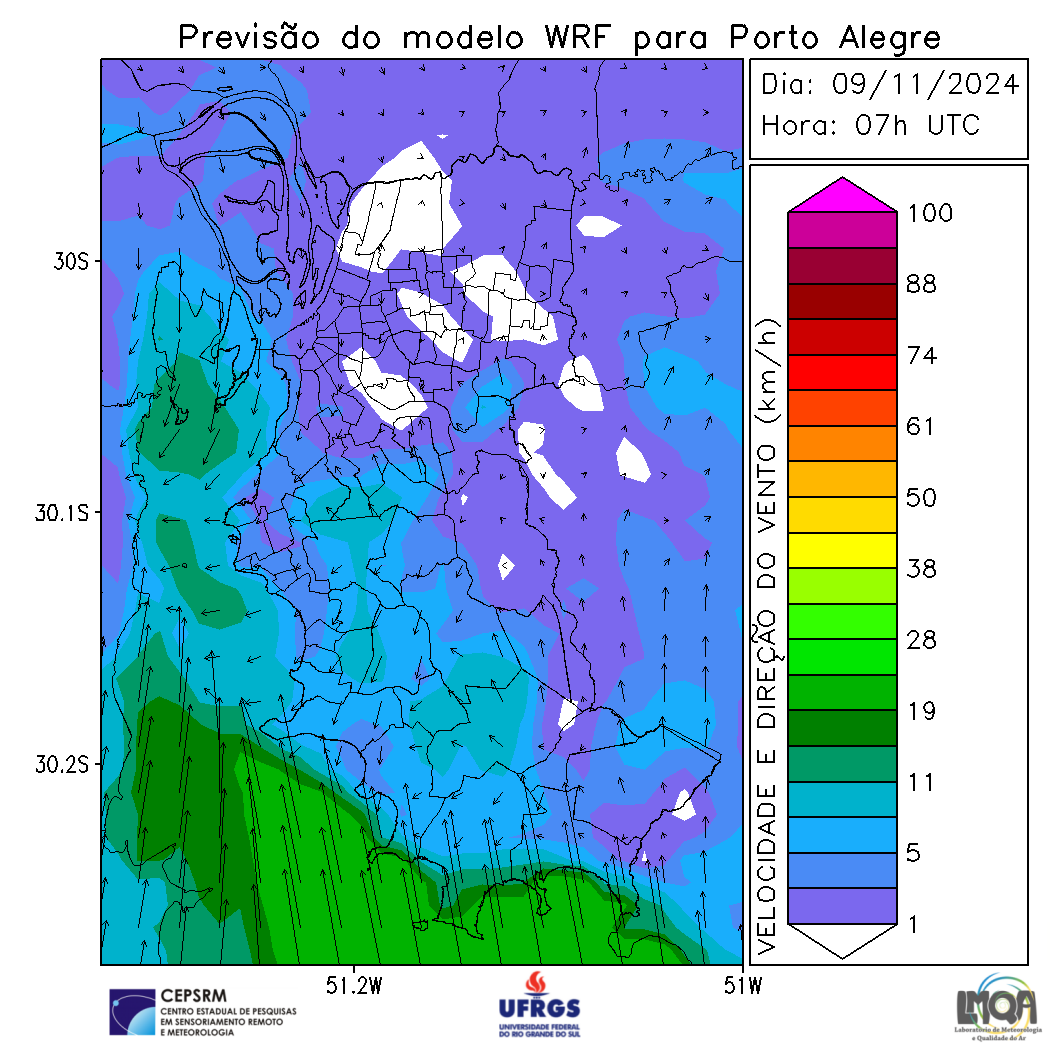 Previsão do modelo WRF para Porto Alegre
Dia: 09/11/2024
Hora: 07h UTC
30S
30.1S
30.2S
51.2W
51W
VELOCIDADE E DIREÇÃO DO VENTO (km/h)
100
88
74
61
50
38
28
19
11
5
1
CEPSRM
CENTRO ESTADUAL DE PESQUISAS
EM SENSORIAMENTO REMOTO
E METEOROLOGIA
UFRGS
UNIVERSIDADE FEDERAL
DO RIO GRANDE DO SUL
LMQA
Laboratório de Meteorologia
e Qualidade do Ar